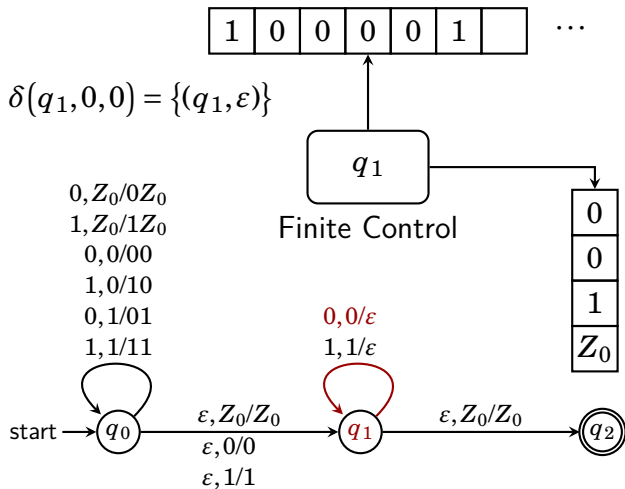 1 0 0 0 0 1 ...
δ(q₁, 0, 0) = {(q₁, ε)}
q₁
Finite Control
0
0
1
Z₀
0, Z₀/0Z₀
1, Z₀/1Z₀
0, 0/00
1, 0/10
0, 1/01
1, 1/11
0, 0/ε
1, 1/ε
start
q₀
ε, Z₀/Z₀
ε, 0/0
ε, 1/1
q₁
ε, Z₀/Z₀
q₂